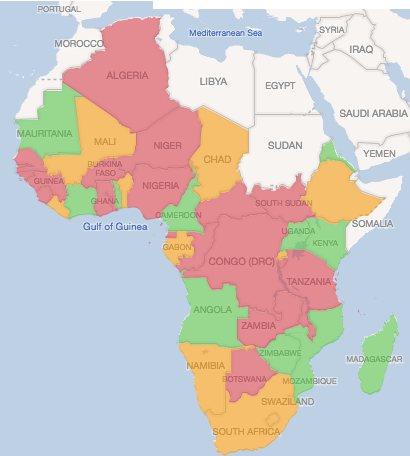 PORTUGAL
SYRIA
Mediterranean Sea
MOROCCO
IRAQ
ALGERIA
LIBYA
EGYPT
SAUDI ARABIA
MAURITANIA
MALI
NIGER
CHAD
SUDAN
YEMEN
BURKINA
FASO
GUINEA
NIGERIA
GHANA
SOUTH SUDAN
CAMEROON
SOMALIA
Gulf of Guinea
UGANDA
KENYA
GABON
CONGO (DRC)
TANZANIA
ANGOLA
ZAMBIA
ZIMBABWE
MADAGASCAR
NAMIBIA
BOTSWANA
MOZAMBIQUE
SWAZILAND
SOUTH AFRICA